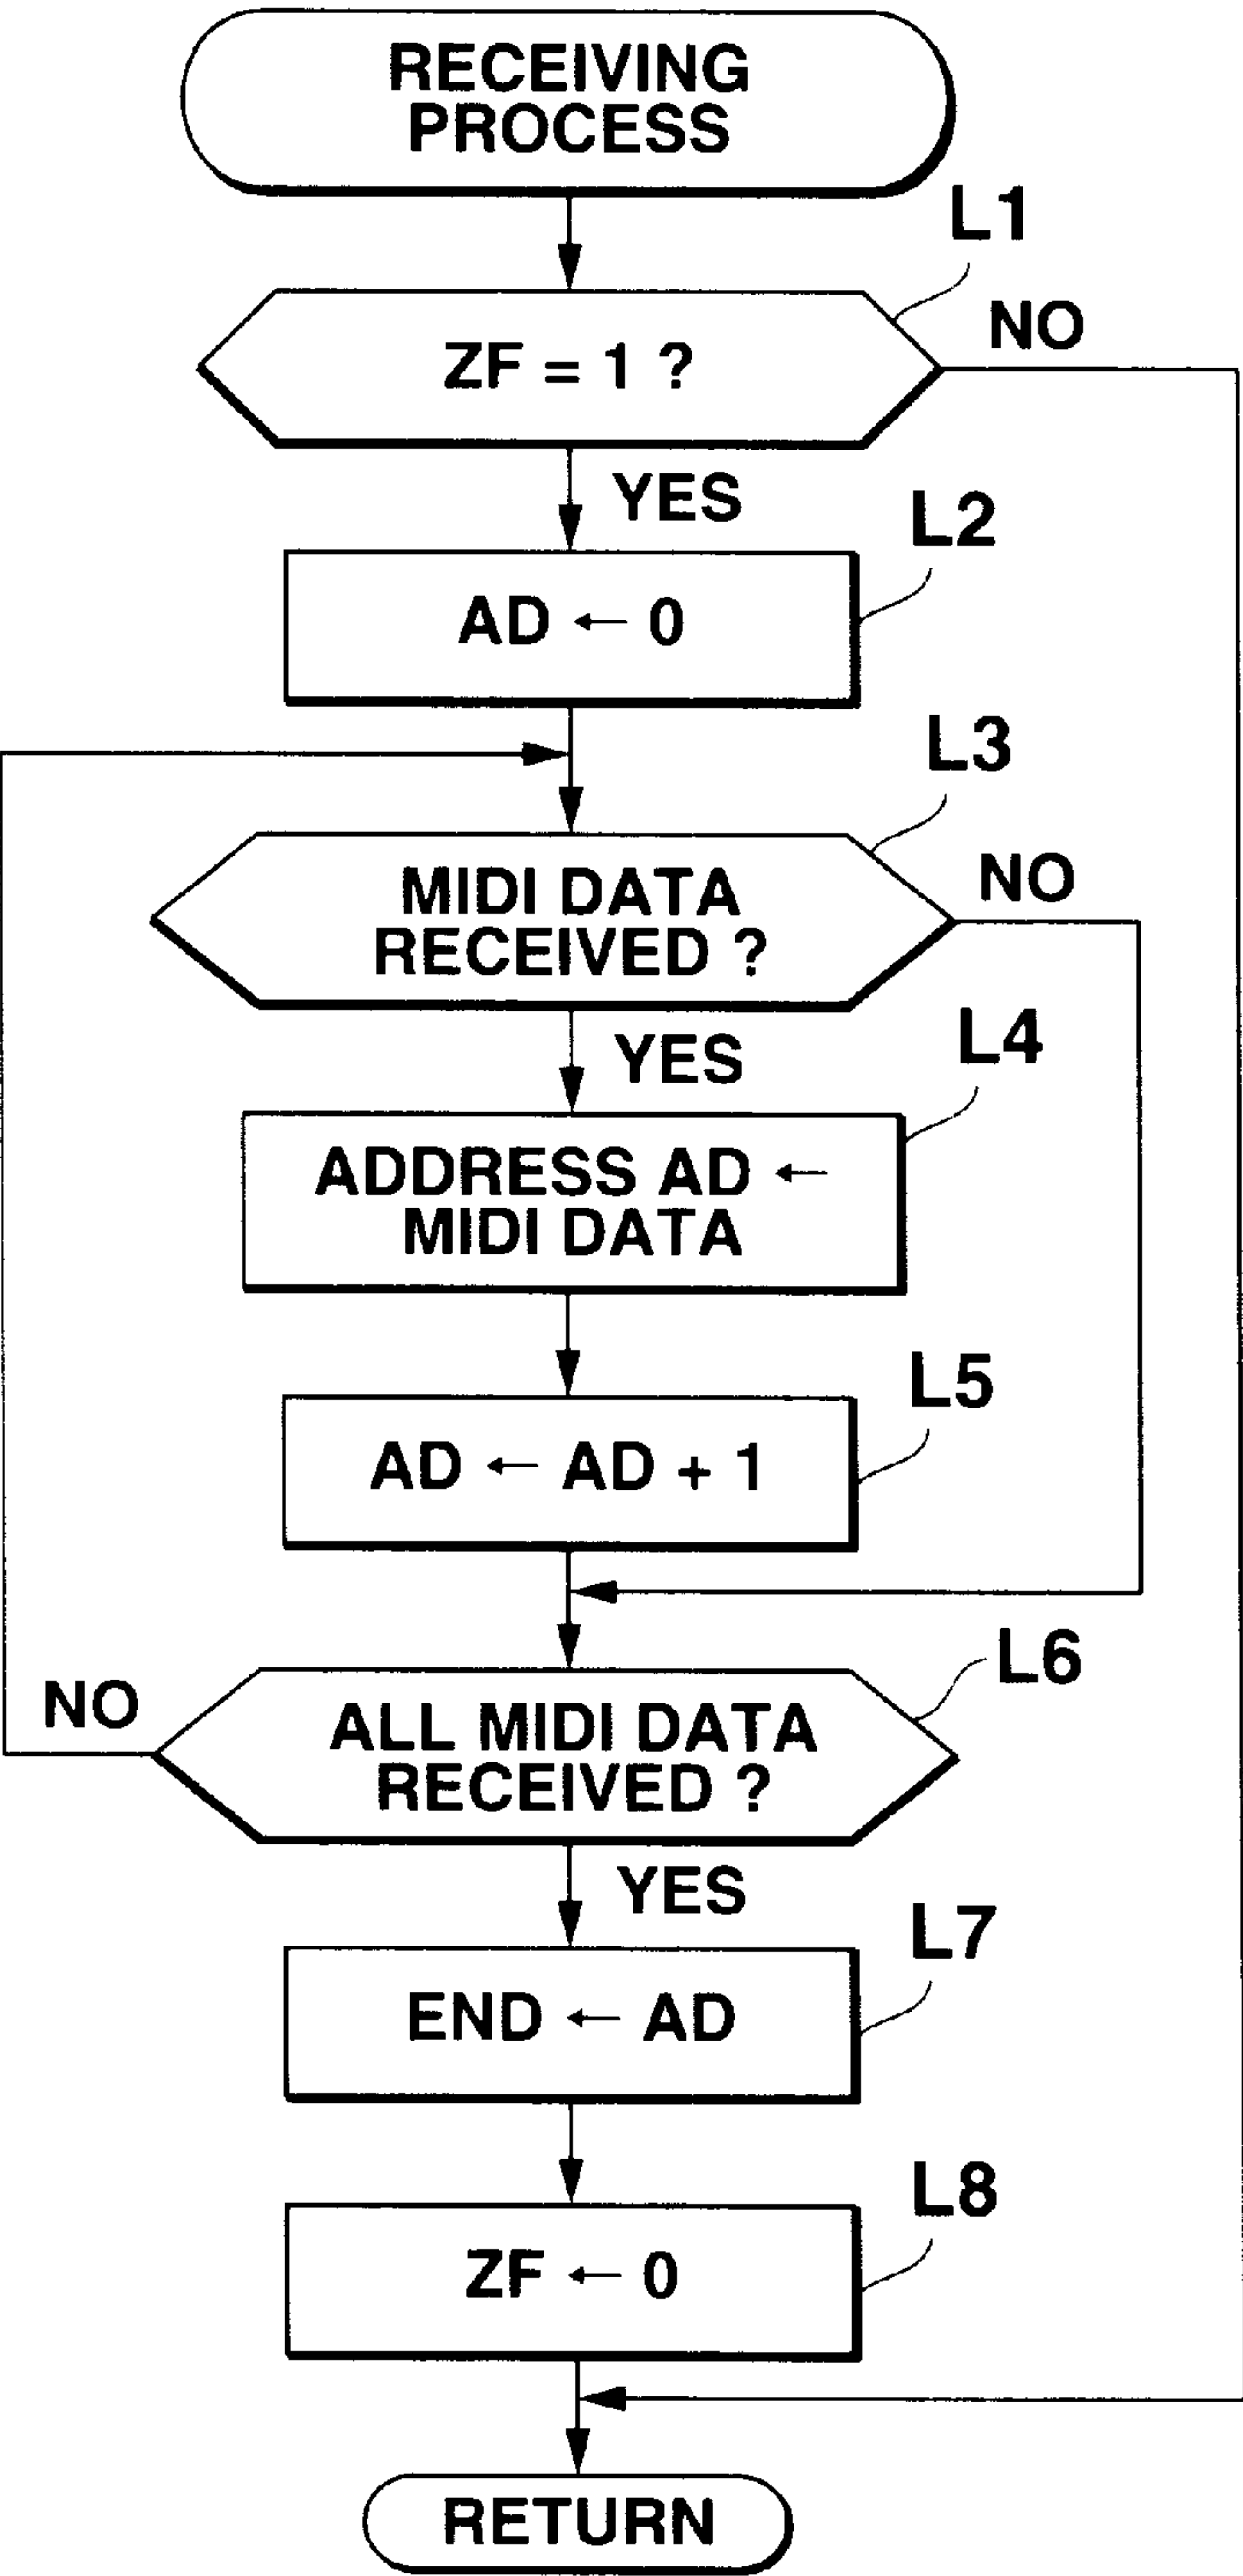 RECEIVING
PROCESS
L1
ZF = 1 ?
NO
YES
L2
AD ← 0
L3
MIDI DATA
RECEIVED ?
NO
YES
L4
ADDRESS AD ←
MIDI DATA
L5
AD ← AD + 1
L6
NO
ALL MIDI DATA
RECEIVED ?
YES
L7
END ← AD
L8
ZF ← 0
RETURN